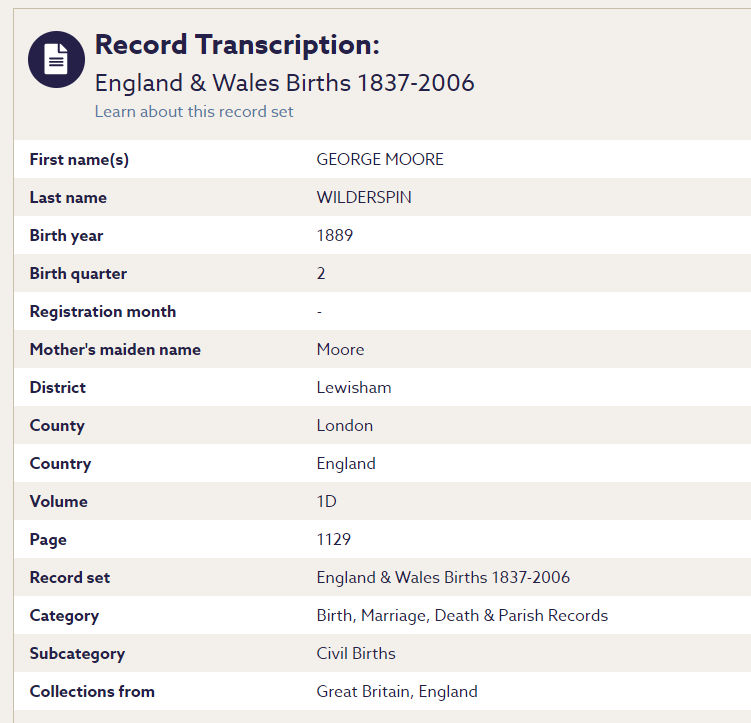 Record Transcription:
England & Wales Births 1837-2006
Learn about this record set
First name(s) GEORGE MOORE
Last name WILDERSPIN
Birth year 1889
Birth quarter 2
Registration month -
Mother's maiden name Moore
District Lewisham
County London
Country England
Volume 1D
Page 1129
Record set England & Wales Births 1837-2006
Category Birth, Marriage, Death & Parish Records
Subcategory Civil Births
Collections from Great Britain, England